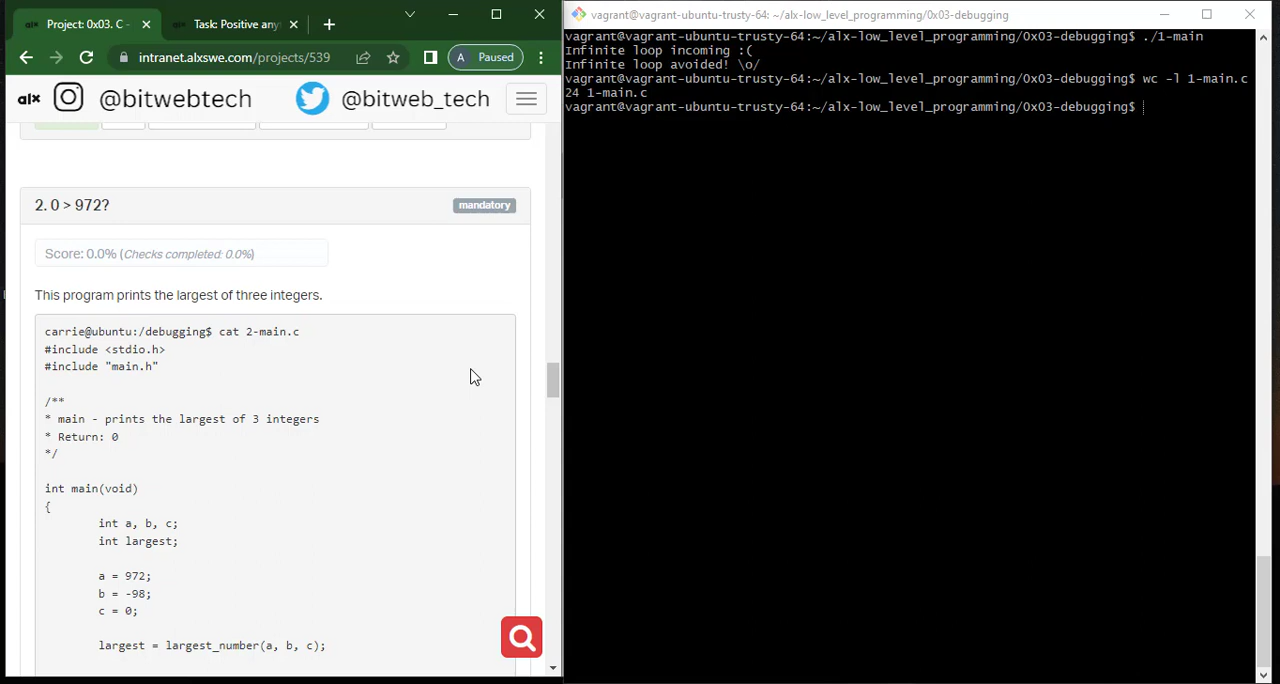 Project: 0x03. C -
Task: Positive any
intranet.alxswe.com/projects/539
A Paused
alx @bitwebtech @bitweb_tech
2. 0 > 972?
mandatory
Score: 0.0% (Checks completed: 0.0%)
This program prints the largest of three integers.
carrie@ubuntu:/debugging$ cat 2-main.c
#include <stdio.h>
#include "main.h"
/**
* main - prints the largest of 3 integers
* Return: 0
*/
int main(void)
{
int a, b, c;
int largest;
a = 972;
b = -98;
c = 0;
largest = largest_number(a, b, c);
vagrant@vagrant-ubuntu-trusty-64: ~/alx-low_level_programming/0x03-debugging
vagrant@vagrant-ubuntu-trusty-64:~/alx-low_level_programming/0x03-debugging$ ./1-main
Infinite loop incoming :(
Infinite loop avoided! \o/
vagrant@vagrant-ubuntu-trusty-64:~/alx-low_level_programming/0x03-debugging$ wc -l 1-main.c
24 1-main.c
vagrant@vagrant-ubuntu-trusty-64:~/alx-low_level_programming/0x03-debugging$